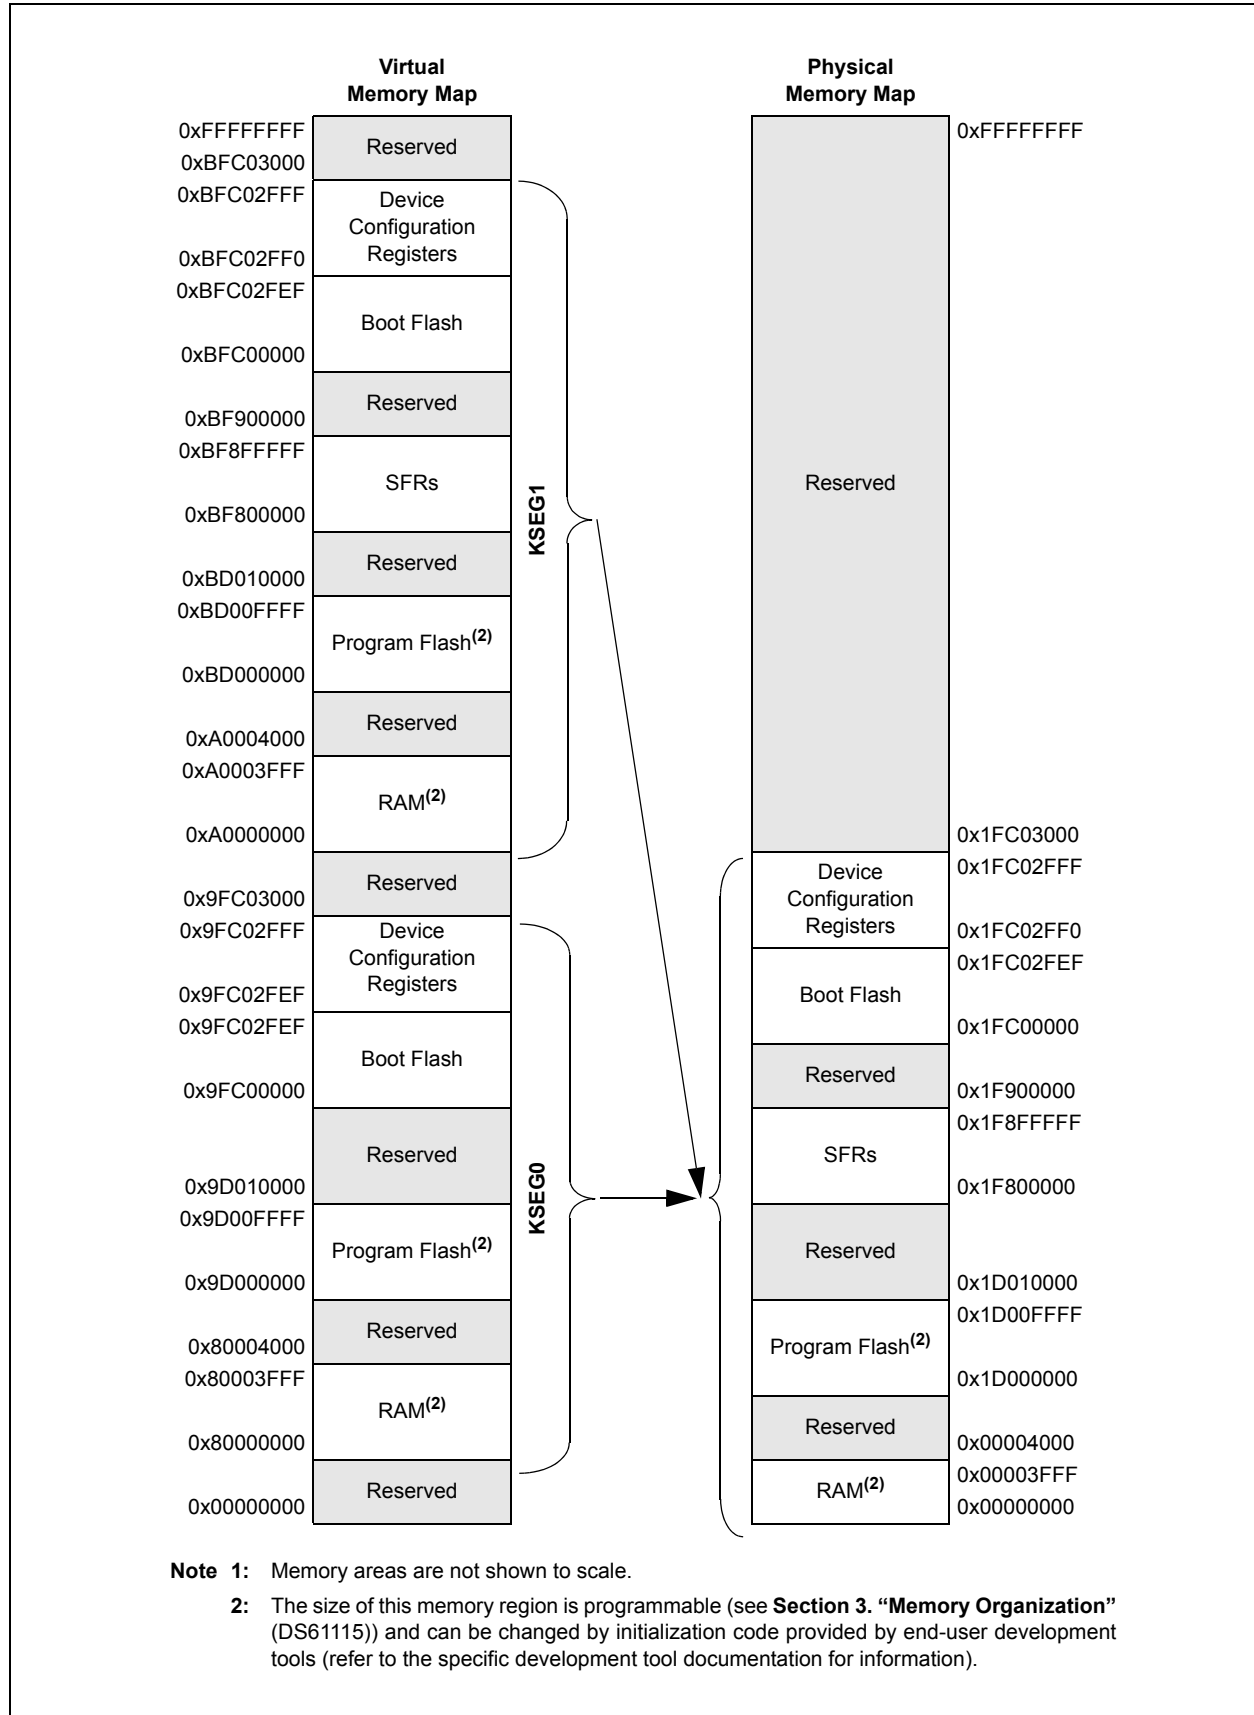 Virtual
Memory Map
0xFFFFFFFF
Reserved
0xBFC03000
0xBFC02FFF
Device
Configuration
Registers
0xBFC02FF0
0xBFC02FEF
Boot Flash
0xBFC00000
Reserved
0xBF900000
0xBF8FFFFF
SFRs
0xBF800000
Reserved
0xBD010000
0xBD00FFFF
Program Flash(2)
0xBD000000
Reserved
0xA0004000
0xA0003FFF
RAM(2)
0xA0000000
Reserved
0x9FC03000
0x9FC02FFF
Device
Configuration
Registers
0x9FC02FEF
0x9FC02FEF
Boot Flash
0x9FC00000
Reserved
0x9D010000
0x9D00FFFF
Program Flash(2)
0x9D000000
Reserved
0x80004000
0x80003FFF
RAM(2)
0x80000000
Reserved
0x00000000
KSEG1
KSEG0
Physical
Memory Map
0xFFFFFFFF
Reserved
0x1FC03000
0x1FC02FFF
Device
Configuration
Registers
0x1FC02FF0
0x1FC02FEF
Boot Flash
0x1FC00000
Reserved
0x1F900000
0x1F8FFFFF
SFRs
0x1F800000
Reserved
0x1D010000
0x1D00FFFF
Program Flash(2)
0x1D000000
Reserved
0x00004000
0x00003FFF
RAM(2)
0x00000000
Note 1: Memory areas are not shown to scale.
2: The size of this memory region is programmable (see Section 3. “Memory Organization”
(DS61115)) and can be changed by initialization code provided by end-user development
tools (refer to the specific development tool documentation for information).